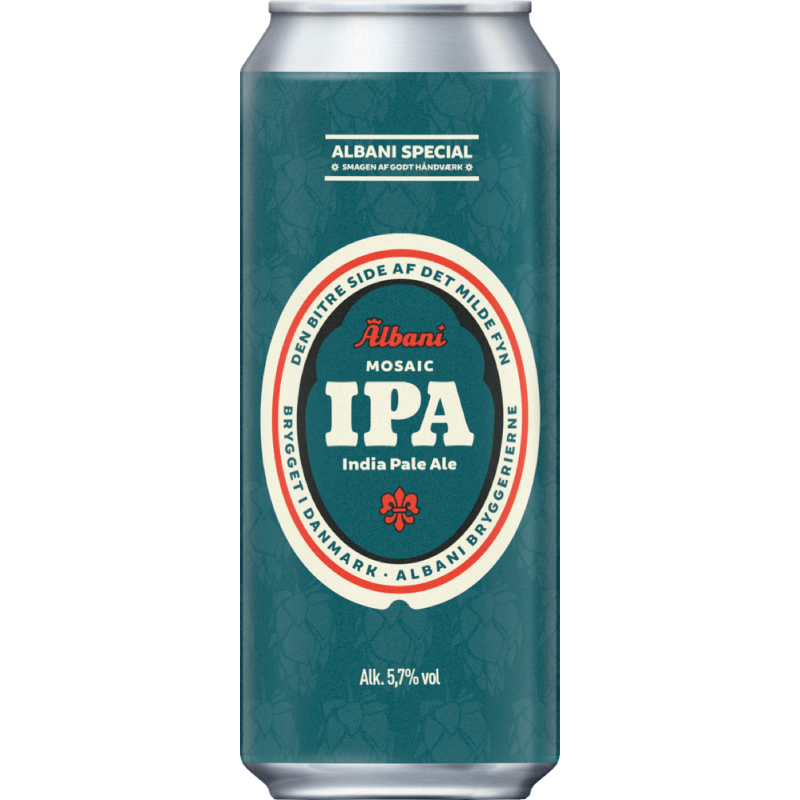 ALBANI SPECIAL
SMAGEN AF GODT HÅNDVÆRK
DEN BITRE SIDE AF DET MILDE FYN
Albani
MOSAIC
IPA
India Pale Ale
BRYGGET I DANMARK · ALBANI BRYGGERIERNE
Alk. 5,7% vol